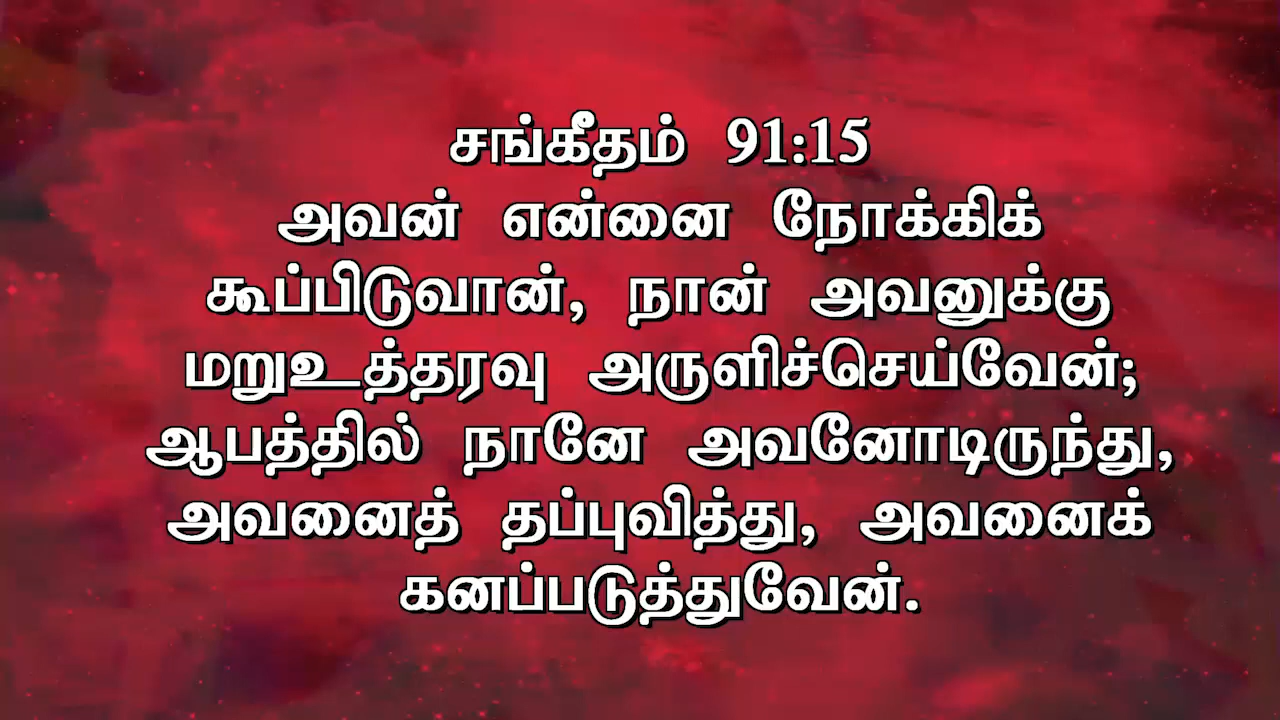 சங்கீதம் 91:15
அவன் என்னை நோக்கிக்
கூப்பிடுவான், நான் அவனுக்கு
மறுஉத்தரவு அருளிச்செய்வேன்;
ஆபத்தில் நானே அவனோடிருந்து,
அவனைத் தப்புவித்து, அவனைக்
கனப்படுத்துவேன்.